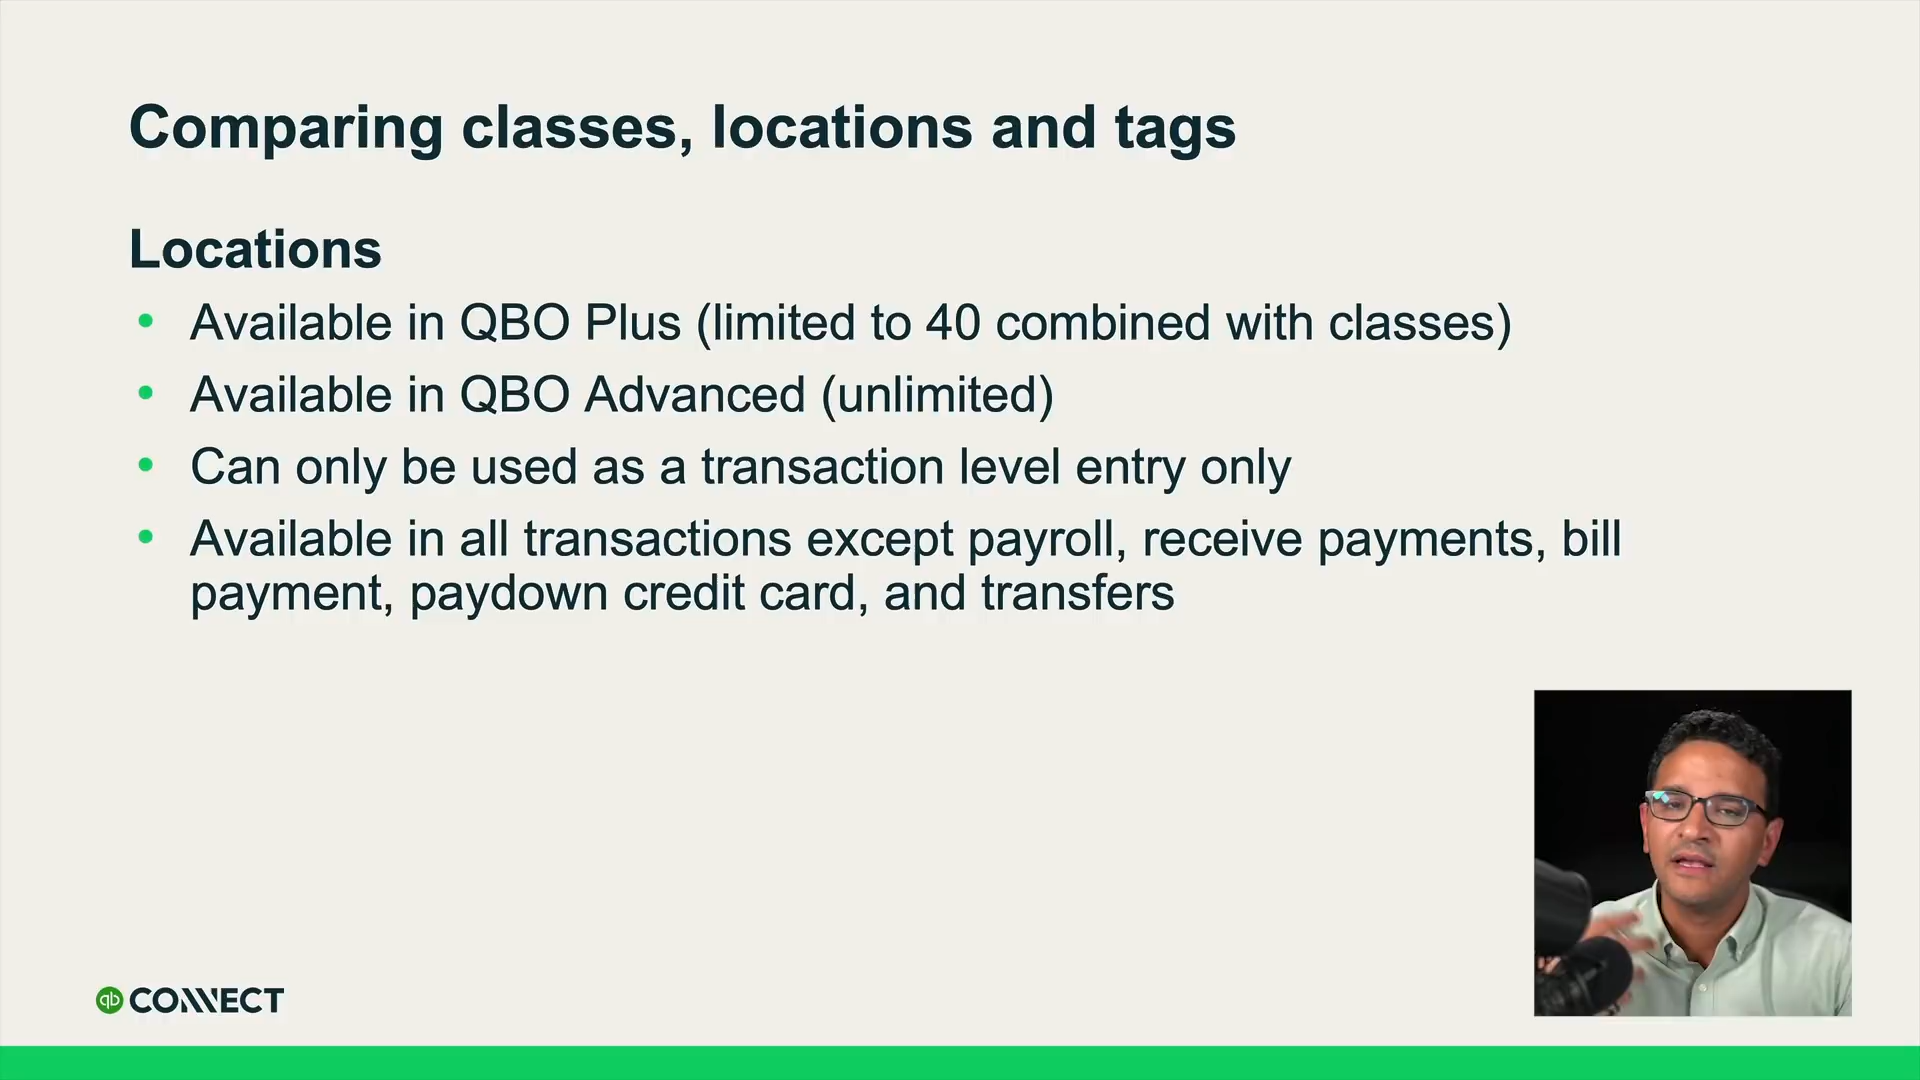 Comparing classes, locations and tags
Locations
• Available in QBO Plus (limited to 40 combined with classes)
• Available in QBO Advanced (unlimited)
• Can only be used as a transaction level entry only
• Available in all transactions except payroll, receive payments, bill
payment, paydown credit card, and transfers
qb CONNECT